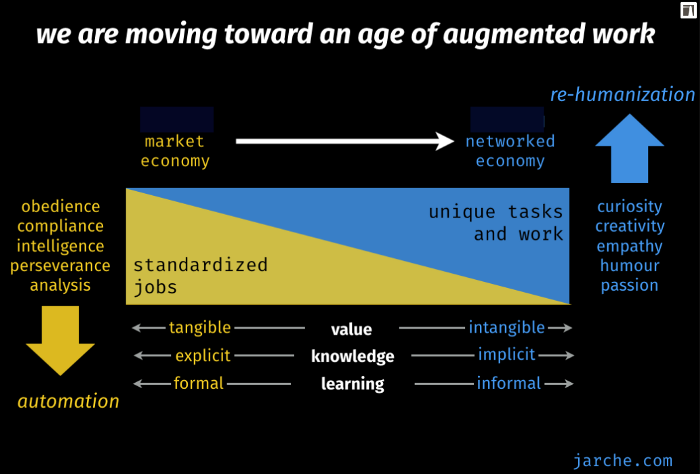 we are moving toward an age of augmented work
re-humanization
market
economy
networked
economy
obedience
compliance
intelligence
perseverance
analysis
unique tasks
and work
standardized
jobs
curiosity
creativity
empathy
humour
passion
tangible value intangible
explicit knowledge implicit
formal learning informal
automation
jarche.com